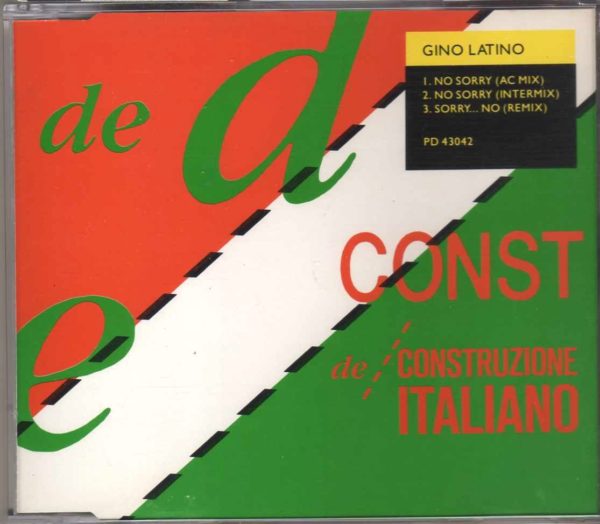 de d
e
GINO LATINO
1. NO SORRY (AC MIX)
2. NO SORRY (INTERMIX)
3. SORRY... NO (REMIX)
PD 43042
CONST
de CONSTRUZIONE
ITALIANO